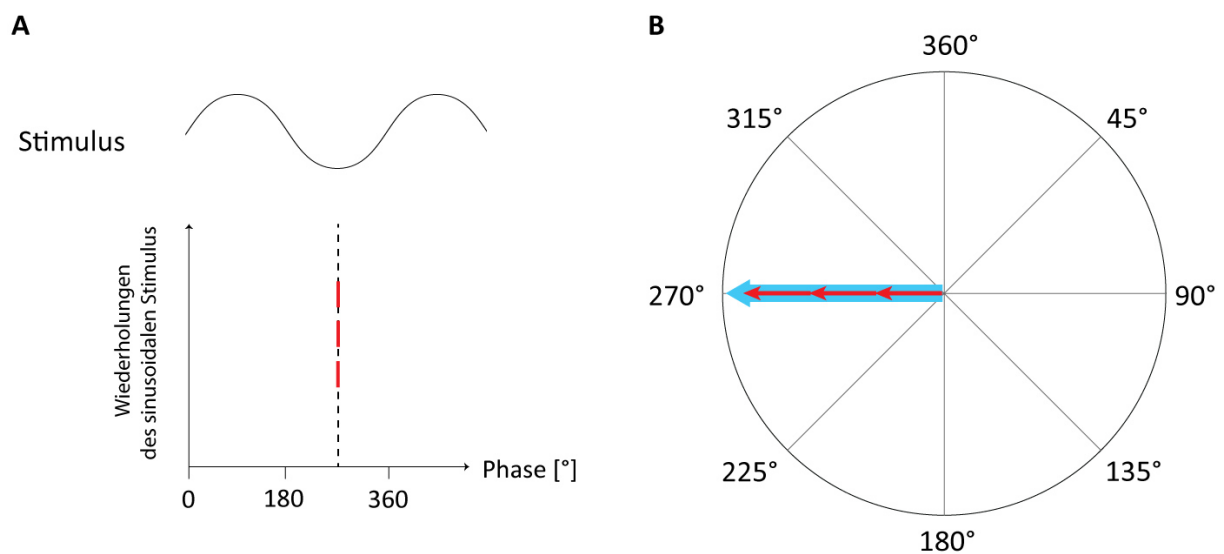 A
Stimulus
Wiederholungen
des sinusoidalen Stimulus
Phase [°]
0
180
360
B
360°
315°
45°
270°
90°
225°
135°
180°